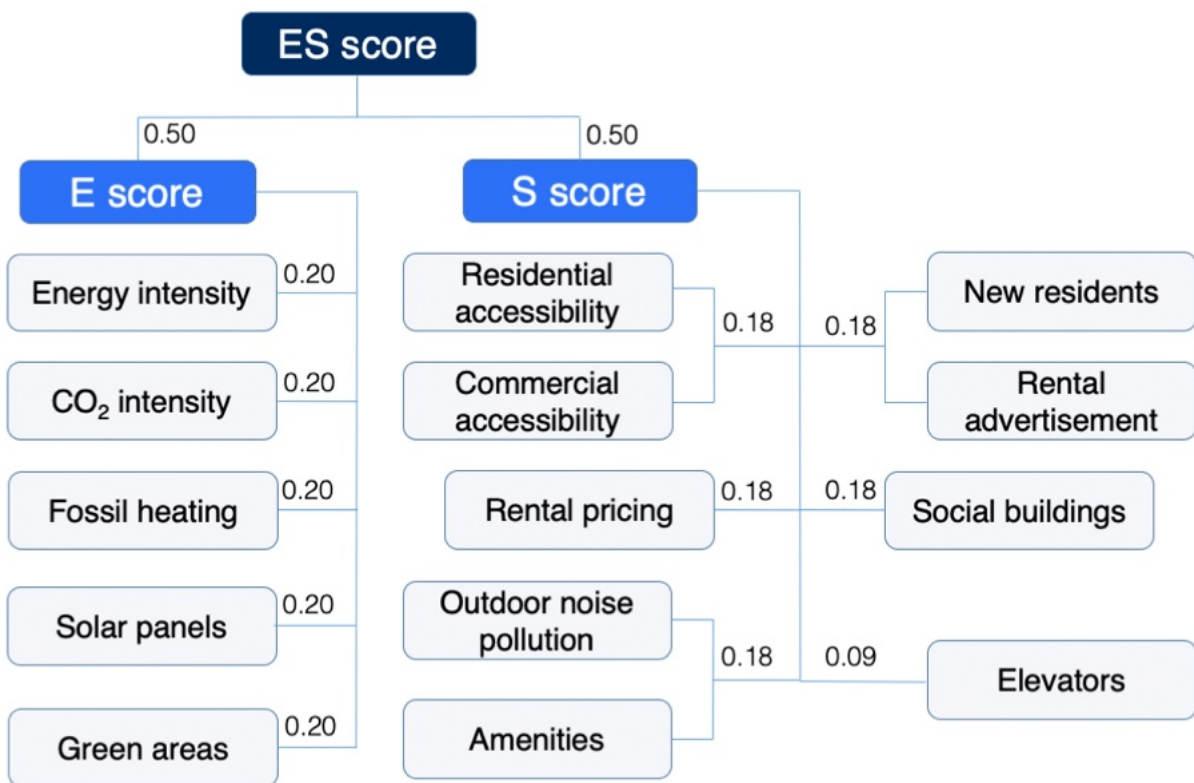 ES score
0.50
0.50
E score
S score
Energy intensity
0.20
CO₂ intensity
0.20
Fossil heating
0.20
Solar panels
0.20
Green areas
0.20
Residential
accessibility
Commercial
accessibility
0.18
Rental pricing
0.18
Outdoor noise
pollution
Amenities
0.18
0.18
New residents
Rental
advertisement
0.18
Social buildings
0.09
Elevators